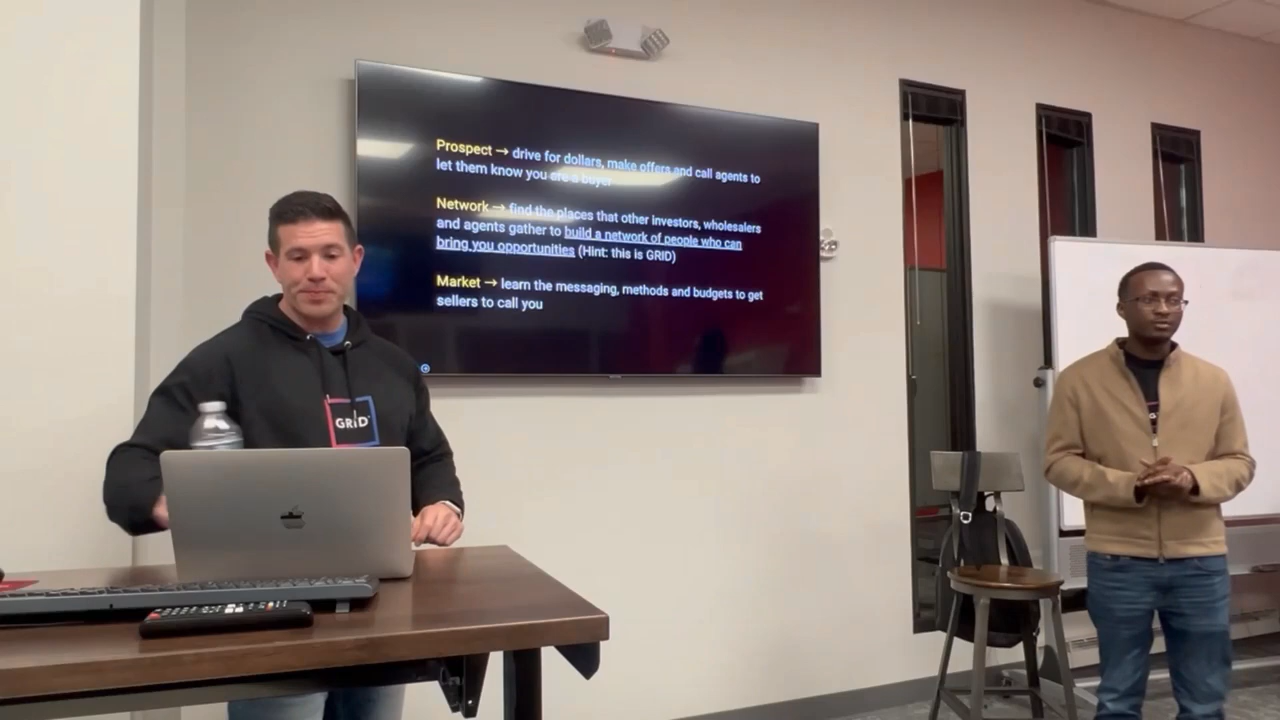 Prospect → drive for dollars, make offers and call agents to
let them know you are a buyer
Network → find the places that other investors, wholesalers
and agents gather to build a network of people who can
bring you opportunities (Hint: this is GRID)
Market → learn the messaging, methods and budgets to get
sellers to call you
GRID